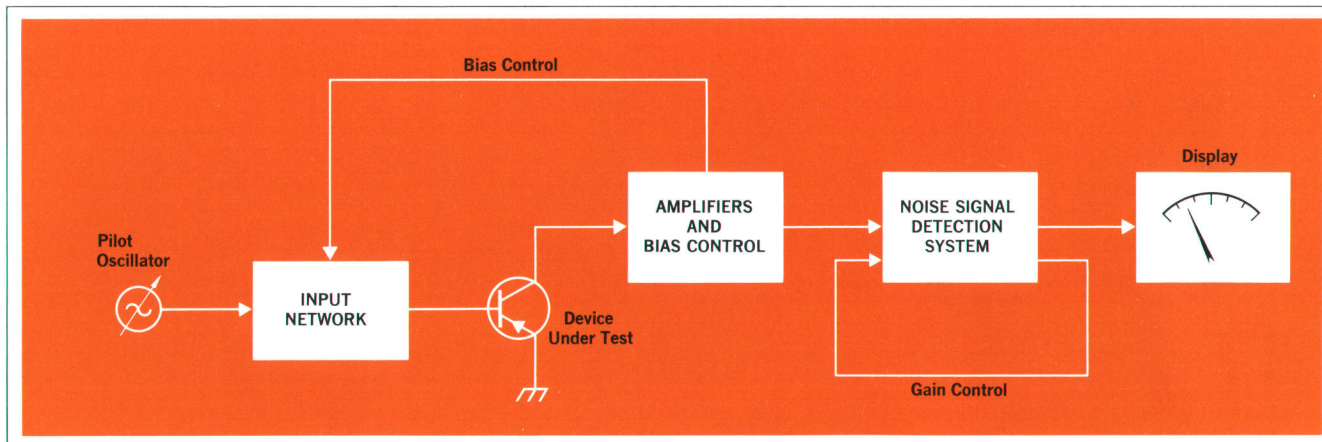 Bias Control
Pilot
Oscillator
INPUT
NETWORK
Device
Under Test
AMPLIFIERS
AND
BIAS CONTROL
NOISE SIGNAL
DETECTION
SYSTEM
Gain Control
Display